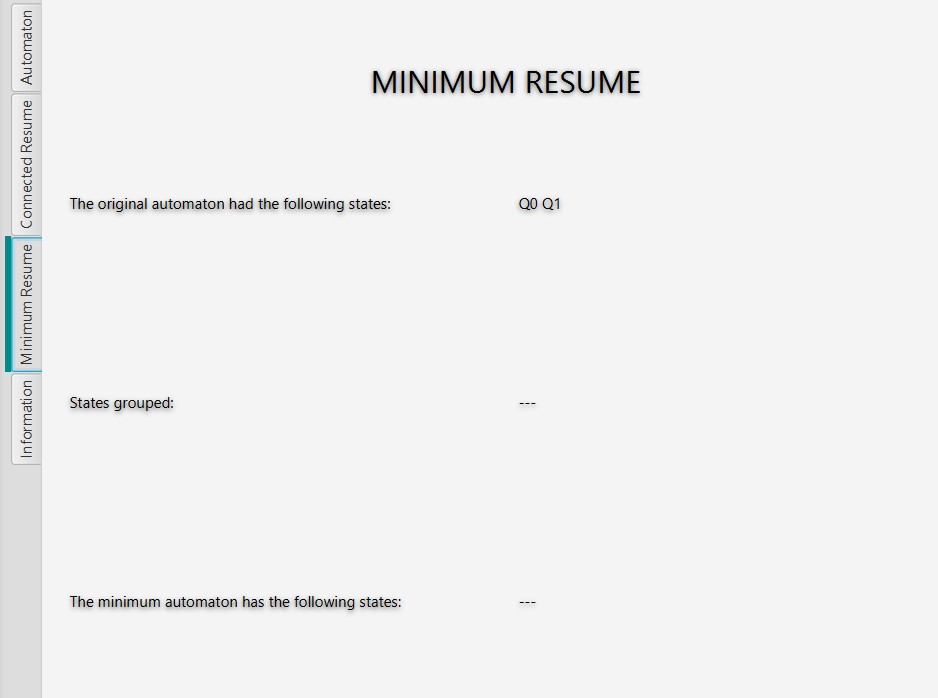 Automaton
Connected Resume
Minimum Resume
Information
MINIMUM RESUME
The original automaton had the following states: Q0 Q1
States grouped: ---
The minimum automaton has the following states: ---